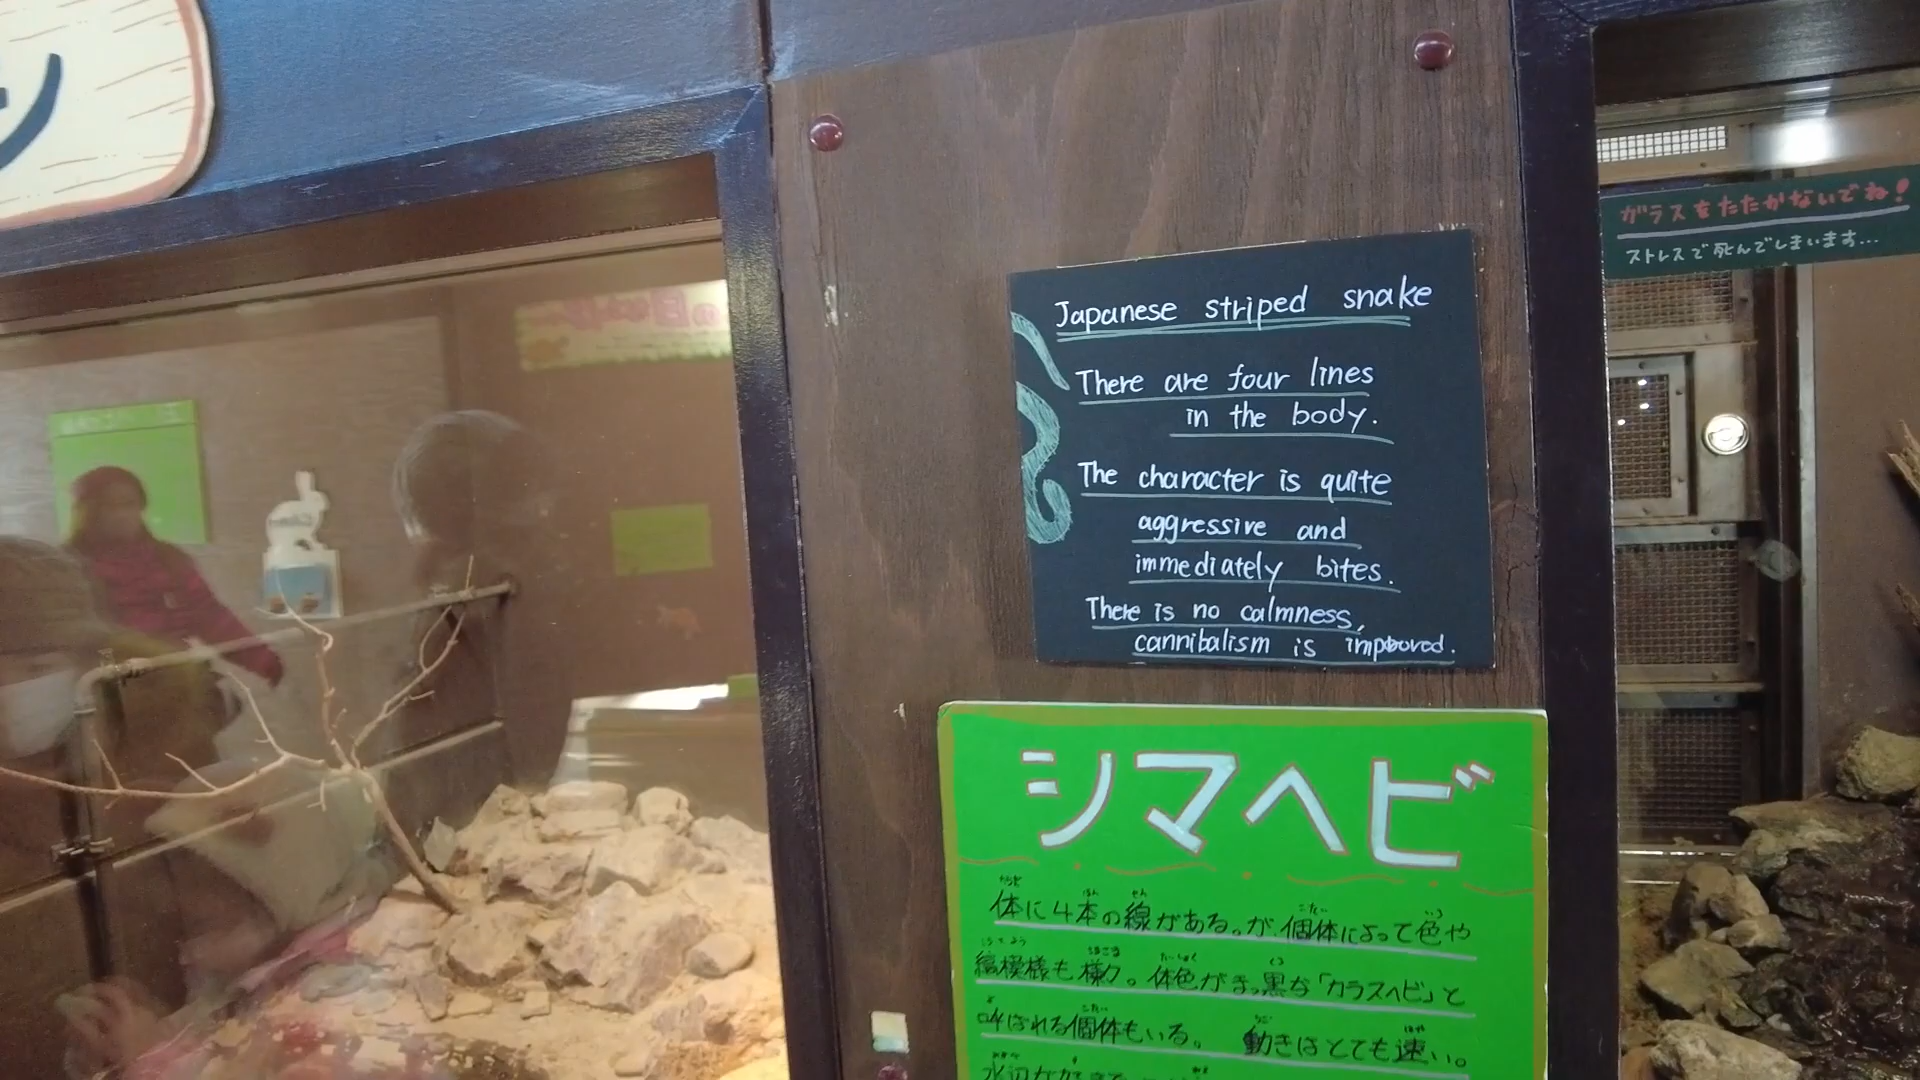 ガラスをたたかないでね!
ストレスで死んでしまいます...
Japanese striped snake
There are four lines
in the body.
The character is quite
aggressive and
immediately bites.
There is no calmness,
cannibalism is improved.
シマヘビ
体に4本の線がある。が、個体によって色や
縞模様も様々。体色がまっ黒な「カラスヘビ」と
呼ばれる個体もいる。 動きはとても速い。